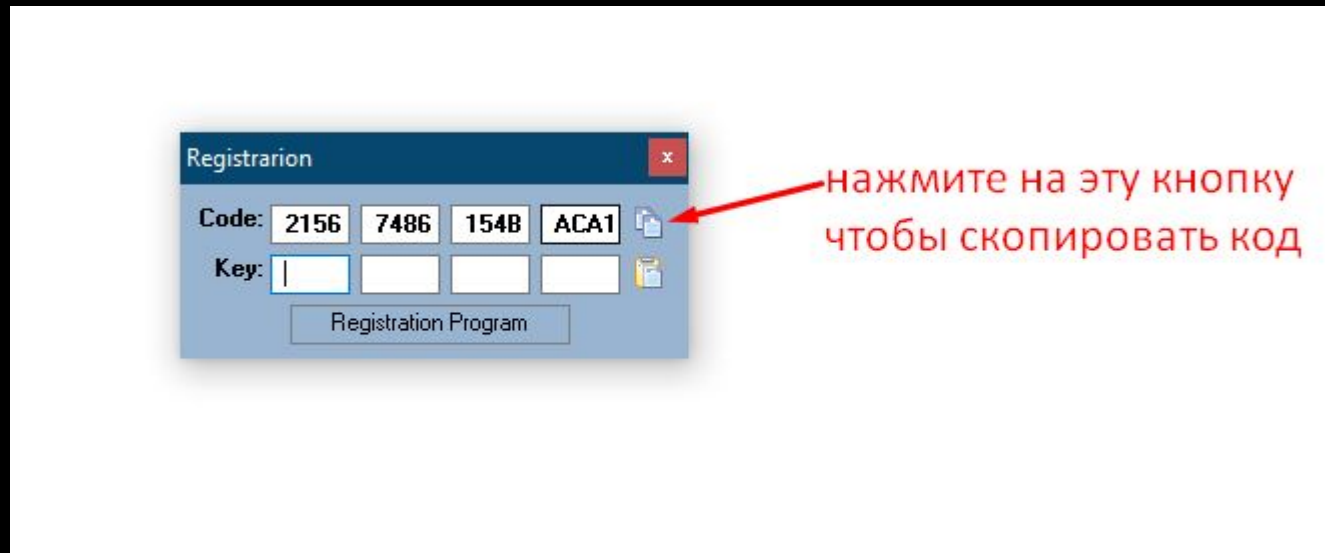 Registrarion x
Code: 2156 7486 154B ACA1
Key:
Registration Program
нажмите на эту кнопку
чтобы скопировать код